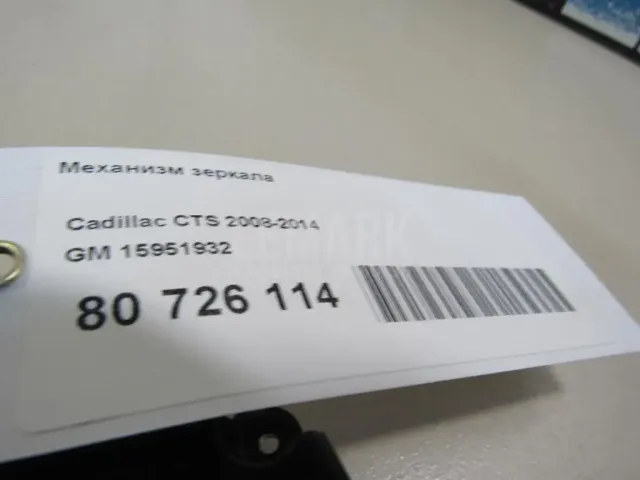 Механизм зеркала
Cadillac CTS 2008-2014
GM 15951932
80 726 114